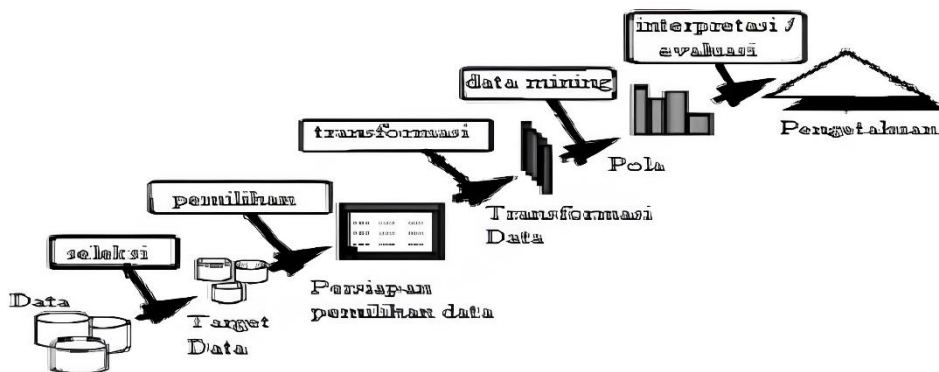 interpretasi /
evaluasi
data mining
Pengetahuan
transformasi
Pola
pemilihan
Transformasi
Data
seleksi
Persiapan
pemilihan data
Data
Target
Data